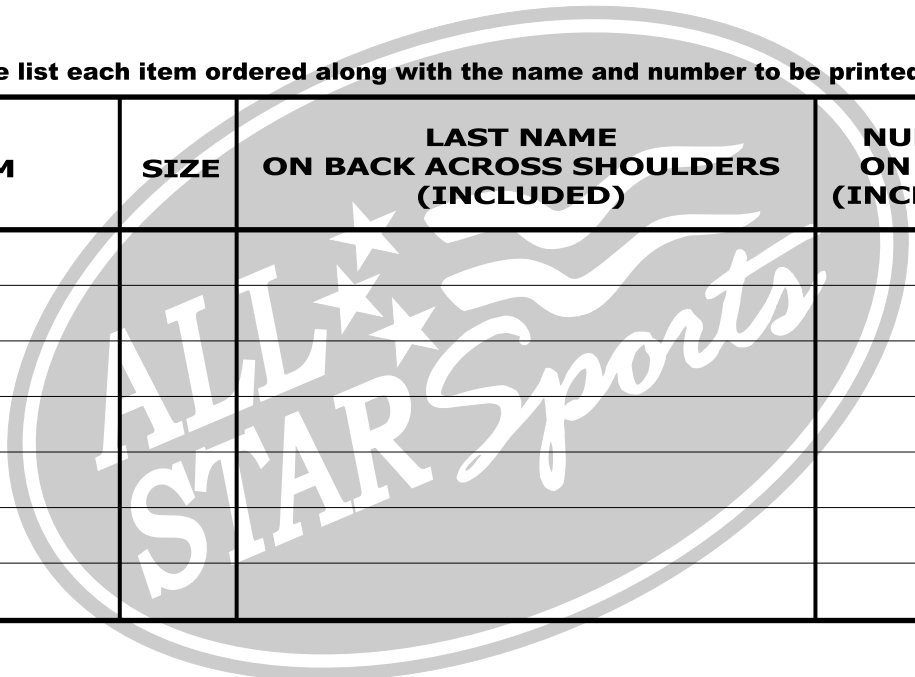 e list each item ordered along with the name and number to be printed
M
SIZE
LAST NAME
ON BACK ACROSS SHOULDERS
(INCLUDED)
NU
ON
(INC
ALL
STAR Sports